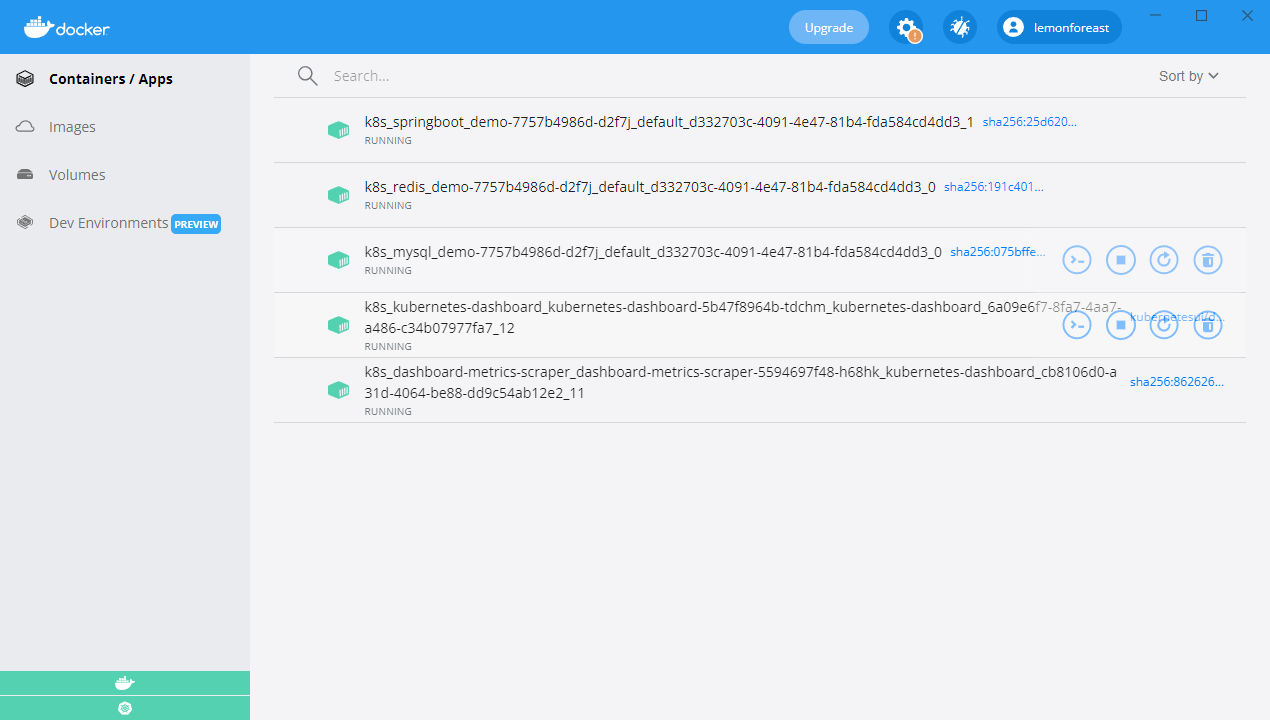 docker
Upgrade
lemonforeast
Containers / Apps
Images
Volumes
Dev Environments PREVIEW
Search...
Sort by
k8s_springboot_demo-7757b4986d-d2f7j_default_d332703c-4091-4e47-81b4-fda584cd4dd3_1 sha256:25d620...
RUNNING
k8s_redis_demo-7757b4986d-d2f7j_default_d332703c-4091-4e47-81b4-fda584cd4dd3_0 sha256:191c401...
RUNNING
k8s_mysql_demo-7757b4986d-d2f7j_default_d332703c-4091-4e47-81b4-fda584cd4dd3_0 sha256:075bffe...
RUNNING
k8s_kubernetes-dashboard_kubernetes-dashboard-5b47f8964b-tdchm_kubernetes-dashboard_6a09e6f7-8fa7-4aa7-
a486-c34b07977fa7_12
kubernetesui/d...
RUNNING
k8s_dashboard-metrics-scraper_dashboard-metrics-scraper-5594697f48-h68hk_kubernetes-dashboard_cb8106d0-a
31d-4064-be88-dd9c54ab12e2_11
sha256:862626...
RUNNING